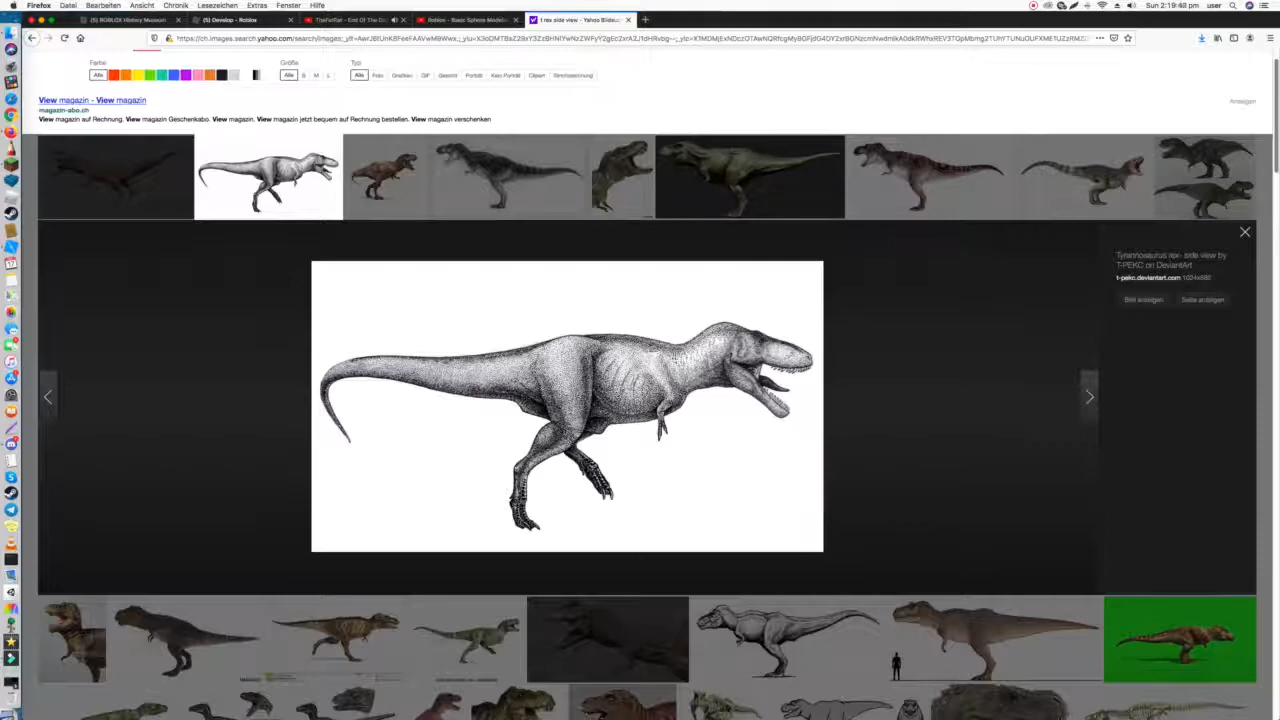 Firefox Datei Bearbeiten Ansicht Chronik Lesezeichen Extras Fenster Hilfe
Su 2:19:48 pm user
(5) ROBLOX History Museum
(5) Develop - Roblox
TheFatRat - End Of The Do
Roblox - Basic Sphere Modelin
t rex side view - Yahoo Bildsu
Farbe Größe Typ
Alle Alle S M L Alle Foto Grafiken GIF Gesicht Porträt Kein Porträt Clipart Strichzeichnung
View magazin - View magazin
Anzeigen
magazin-abo.ch
View magazin auf Rechnung. View magazin Geschenkabo. View magazin. View magazin jetzt bequem auf Rechnung bestellen. View magazin verschenken
Tyrannosaurus rex- side view by
T-PEKC on DeviantArt
t-pekc.deviantart.com 1024x582
Bild anzeigen Seite anzeigen